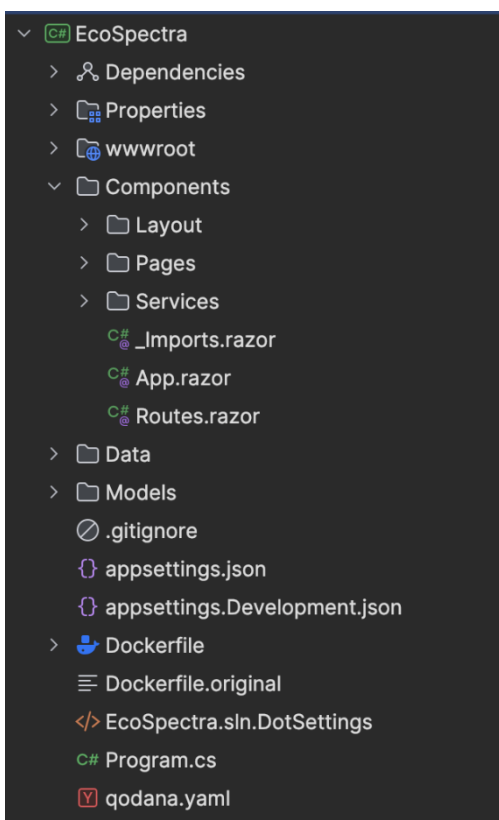 C# EcoSpectra
Dependencies
Properties
wwwroot
Components
Layout
Pages
Services
C#@ _Imports.razor
C#@ App.razor
C#@ Routes.razor
Data
Models
.gitignore
{} appsettings.json
{} appsettings.Development.json
Dockerfile
Dockerfile.original
</> EcoSpectra.sln.DotSettings
C# Program.cs
Y qodana.yaml